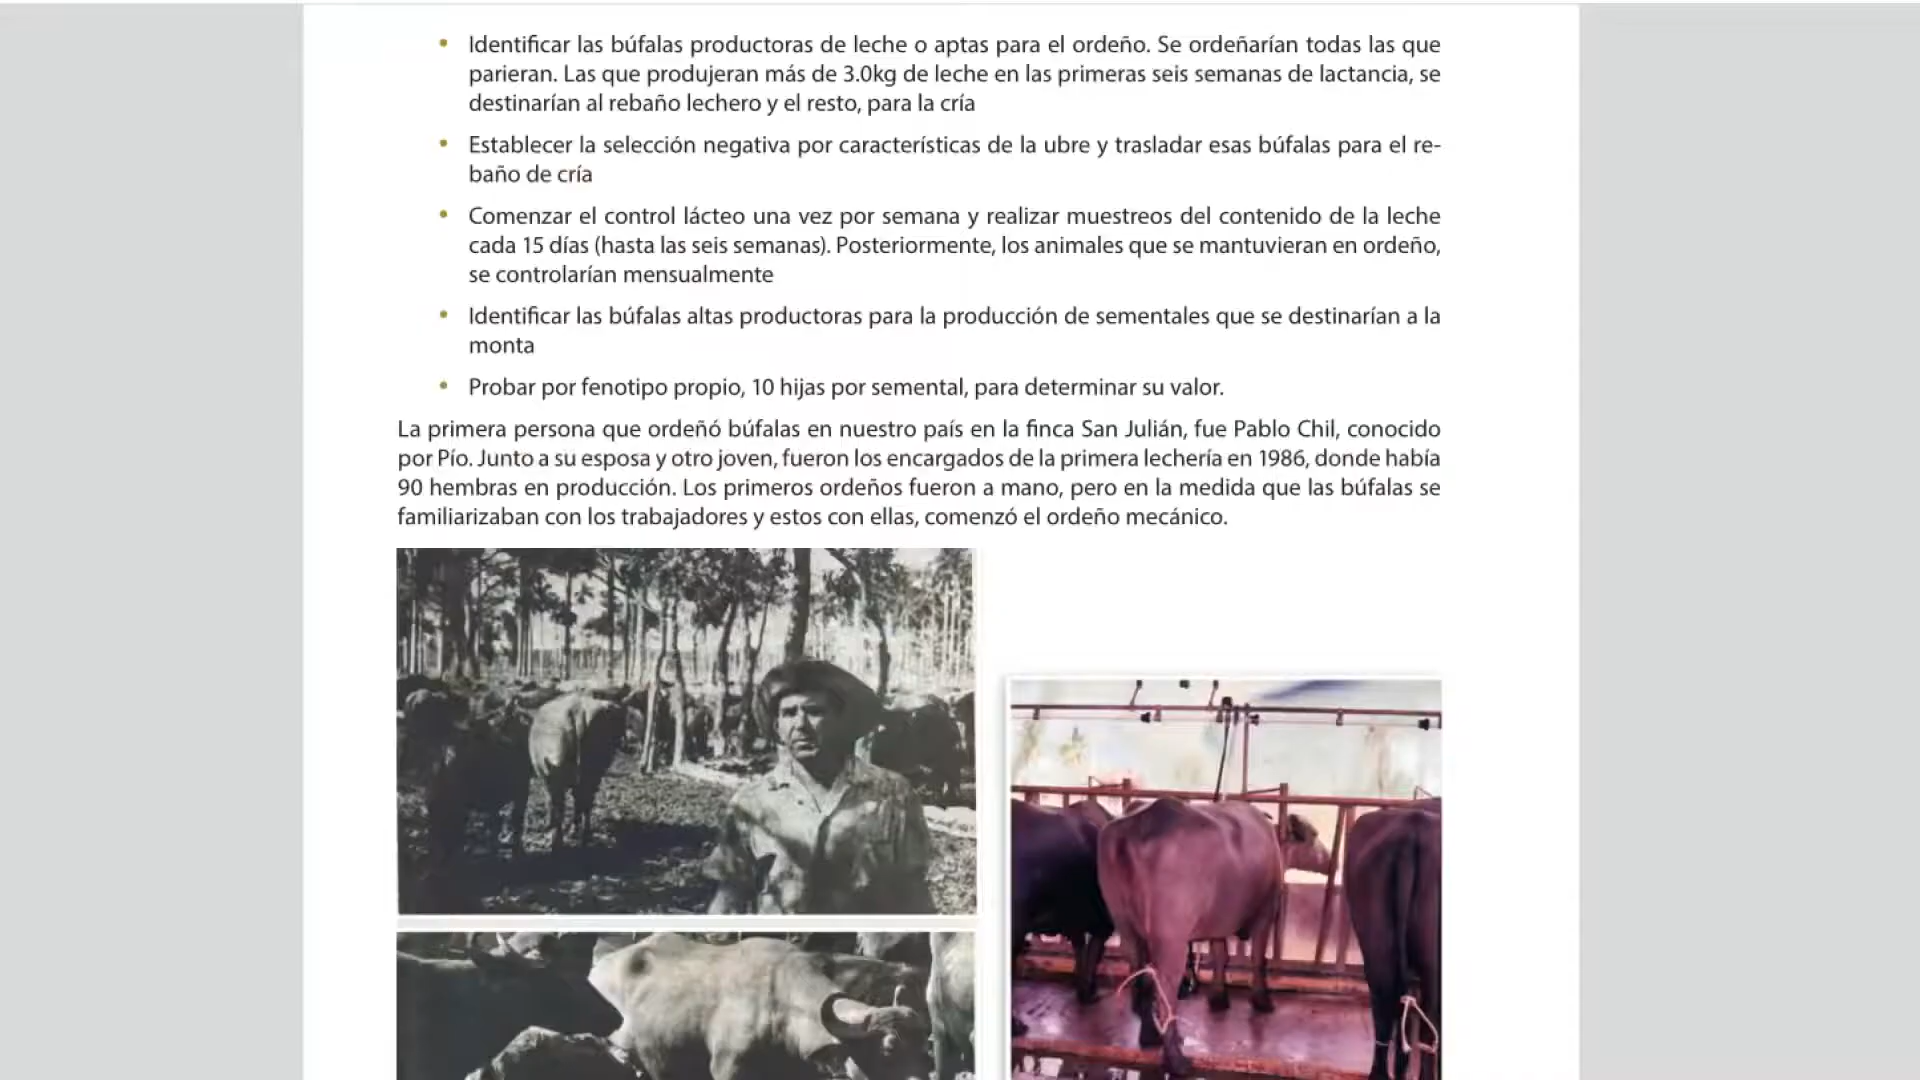 • Identificar las búfalas productoras de leche o aptas para el ordeño. Se ordeñarían todas las que
parieran. Las que produjeran más de 3.0kg de leche en las primeras seis semanas de lactancia, se
destinarían al rebaño lechero y el resto, para la cría
• Establecer la selección negativa por características de la ubre y trasladar esas búfalas para el re-
baño de cría
• Comenzar el control lácteo una vez por semana y realizar muestreos del contenido de la leche
cada 15 días (hasta las seis semanas). Posteriormente, los animales que se mantuvieran en ordeño,
se controlarían mensualmente
• Identificar las búfalas altas productoras para la producción de sementales que se destinarían a la
monta
• Probar por fenotipo propio, 10 hijas por semental, para determinar su valor.
La primera persona que ordeñó búfalas en nuestro país en la finca San Julián, fue Pablo Chil, conocido
por Pío. Junto a su esposa y otro joven, fueron los encargados de la primera lechería en 1986, donde había
90 hembras en producción. Los primeros ordeños fueron a mano, pero en la medida que las búfalas se
familiarizaban con los trabajadores y estos con ellas, comenzó el ordeño mecánico.